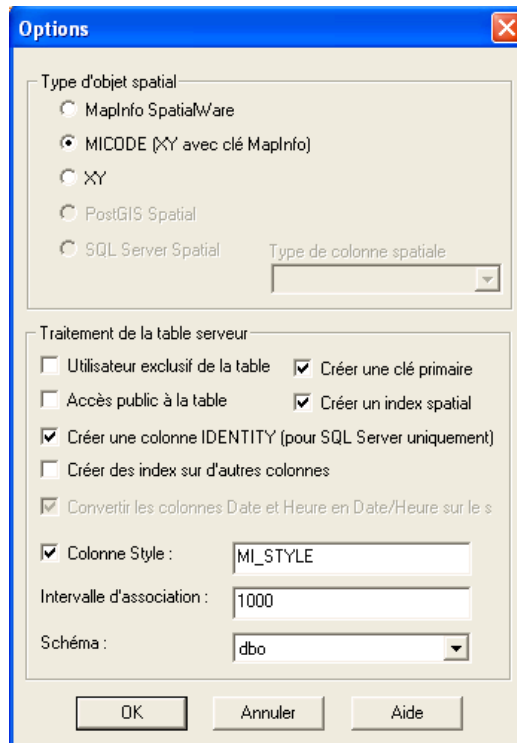 Options
Type d'objet spatial
MapInfo SpatialWare
MICODE (XY avec clé MapInfo)
XY
PostGIS Spatial
SQL Server Spatial
Type de colonne spatiale
Traitement de la table serveur
Utilisateur exclusif de la table
Créer une clé primaire
Accès public à la table
Créer un index spatial
Créer une colonne IDENTITY (pour SQL Server uniquement)
Créer des index sur d'autres colonnes
Convertir les colonnes Date et Heure en Date/Heure sur le s
Colonne Style : MI_STYLE
Intervalle d'association : 1000
Schéma : dbo
OK Annuler Aide